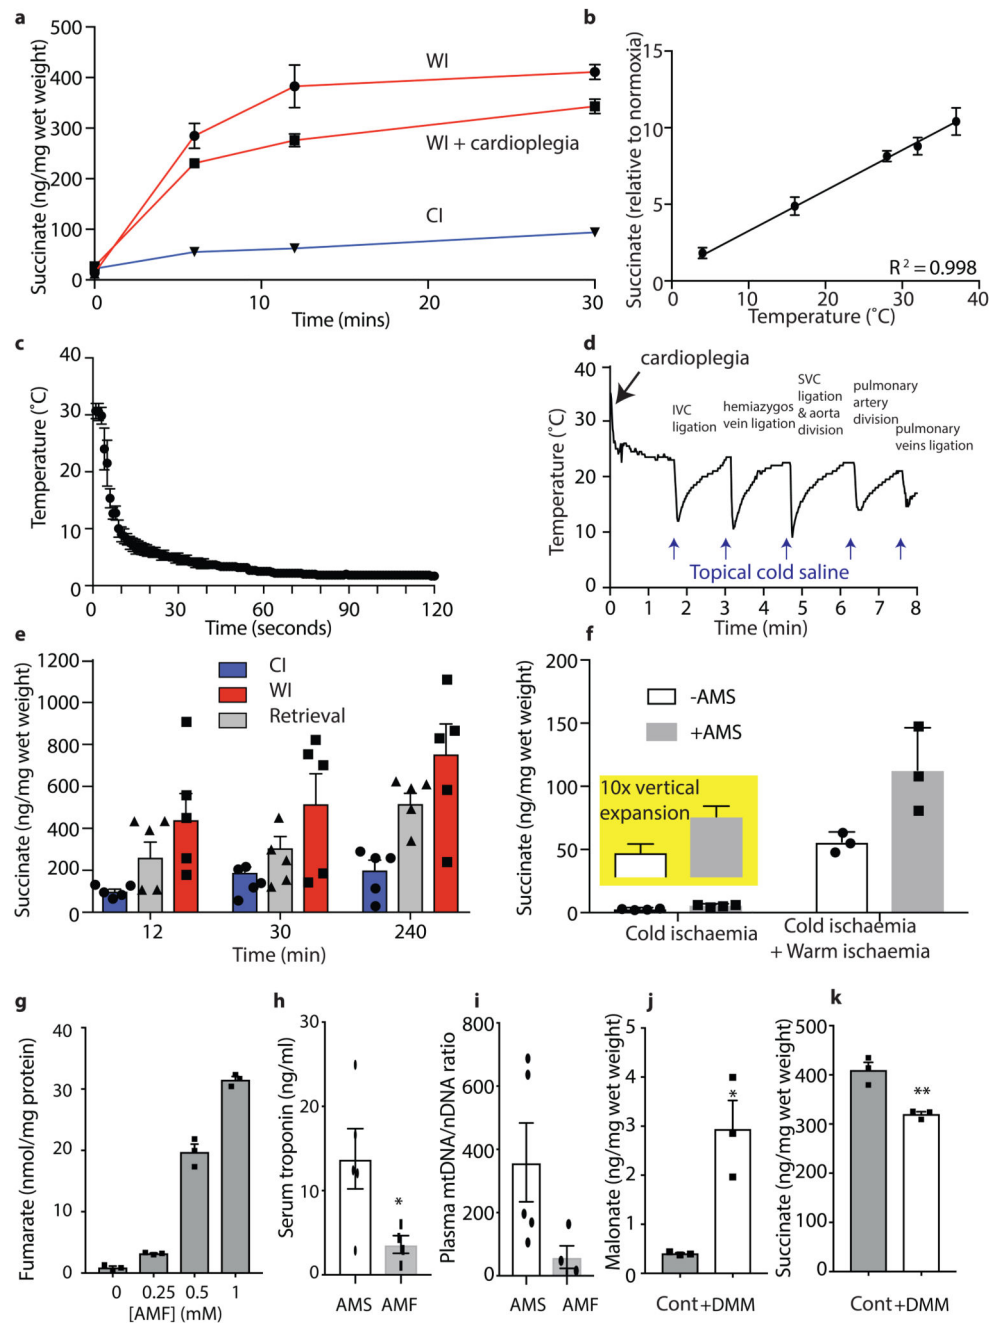 a
500
400
300
200
100
0
Succinate (ng/mg wet weight)
WI
WI + cardioplegia
CI
0
10
20
30
Time (mins)
b
15
10
5
0
Succinate (relative to normoxia)
R² = 0.998
0
10
20
30
40
Temperature (˚C)
c
40
30
20
10
0
Temperature (˚C)
0
30
60
90
120
Time (seconds)
d
cardioplegia
40
30
20
10
0
Temperature (˚C)
IVC
ligation
hemiazygos
vein ligation
SVC
ligation
& aorta
division
pulmonary
artery
division
pulmonary
veins ligation
Topical cold saline
0 1 2 3 4 5 6 7 8
Time (min)
e
1200
1000
800
600
400
200
0
Succinate (ng/mg wet weight)
CI
WI
Retrieval
12
30
240
Time (min)
f
200
150
100
50
0
Succinate (ng/mg wet weight)
-AMS
+AMS
10x vertical
expansion
Cold ischaemia
Cold ischaemia
+ Warm ischaemia
g
40
30
20
10
0
Fumarate (nmol/mg protein)
0
0.25
0.5
1
[AMF] (mM)
h
30
20
10
0
Serum troponin (ng/ml)
*
AMS
AMF
i
800
600
400
200
0
Plasma mtDNA/nDNA ratio
AMS
AMF
j
5
4
3
2
1
0
Malonate (ng/mg wet weight)
*
Cont+DMM
k
500
400
300
200
100
0
Succinate (ng/mg wet weight)
**
Cont+DMM